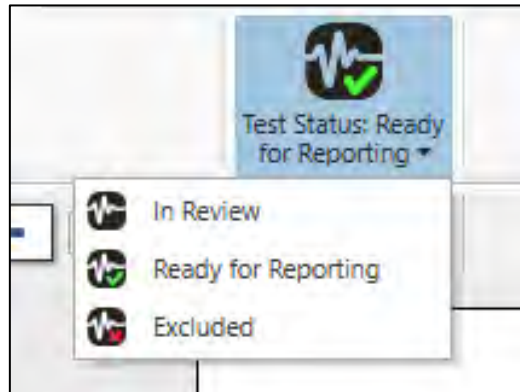 Test Status: Ready
for Reporting
In Review
Ready for Reporting
Excluded